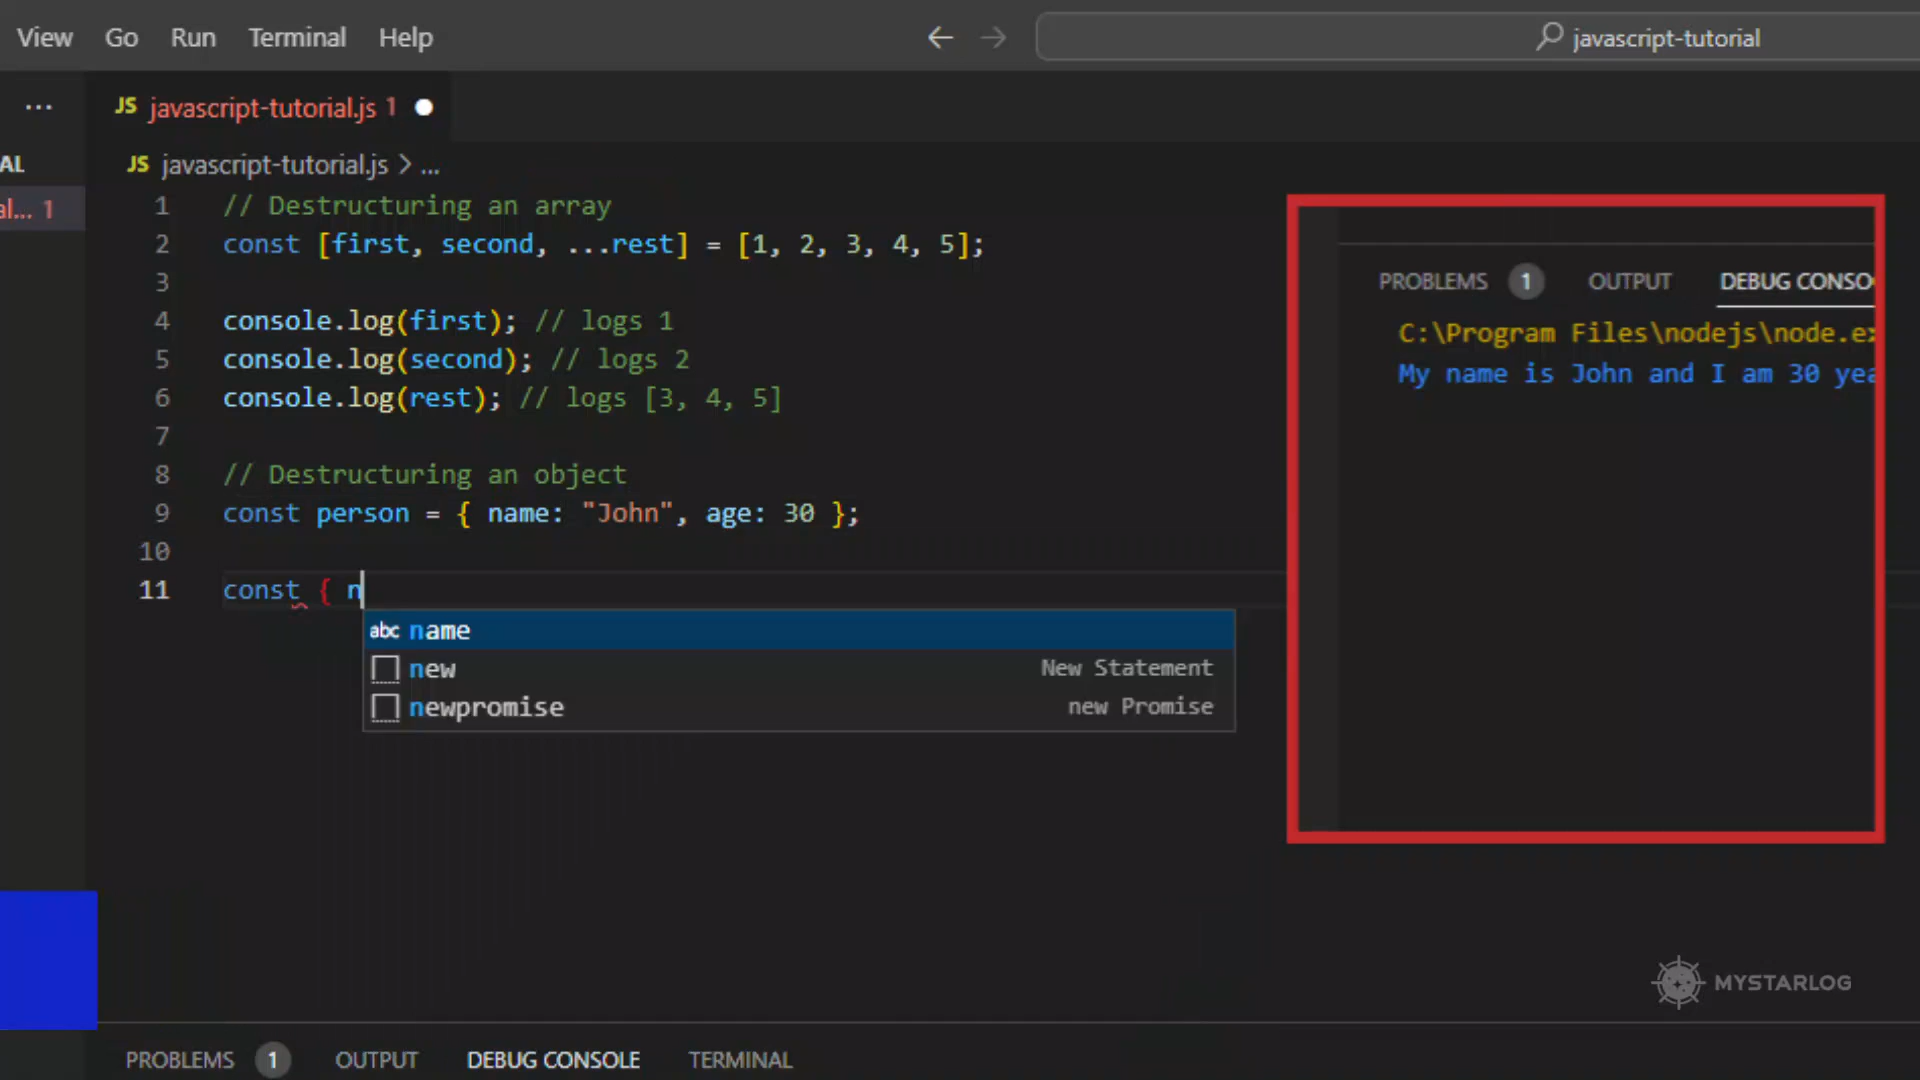 View Go Run Terminal Help
javascript-tutorial
...
JS javascript-tutorial.js 1
AL
JS javascript-tutorial.js > ...
al... 1
1 // Destructuring an array
2 const [first, second, ...rest] = [1, 2, 3, 4, 5];
3
4 console.log(first); // logs 1
5 console.log(second); // logs 2
6 console.log(rest); // logs [3, 4, 5]
7
8 // Destructuring an object
9 const person = { name: "John", age: 30 };
10
11 const { n
abc name
new New Statement
newpromise new Promise
PROBLEMS 1 OUTPUT DEBUG CONSO
C:\Program Files\nodejs\node.ex
My name is John and I am 30 yea
MYSTARLOG
PROBLEMS 1 OUTPUT DEBUG CONSOLE TERMINAL